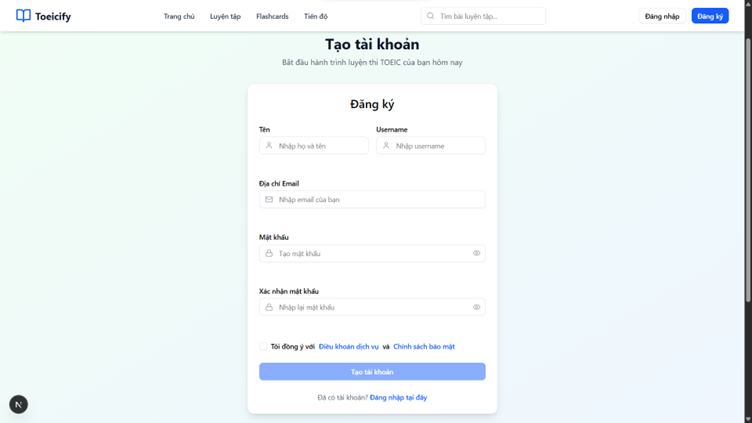 Toeicify Trang chủ Luyện tập Flashcards Tiến độ Tìm bài luyện tập... Đăng nhập Đăng ký
Tạo tài khoản
Bắt đầu hành trình luyện thi TOEIC của bạn hôm nay
Đăng ký
Tên Username
Nhập họ và tên Nhập username
Địa chỉ Email
Nhập email của bạn
Mật khẩu
Tạo mật khẩu
Xác nhận mật khẩu
Nhập lại mật khẩu
Tôi đồng ý với Điều khoản dịch vụ và Chính sách bảo mật
Tạo tài khoản
Đã có tài khoản? Đăng nhập tại đây
N